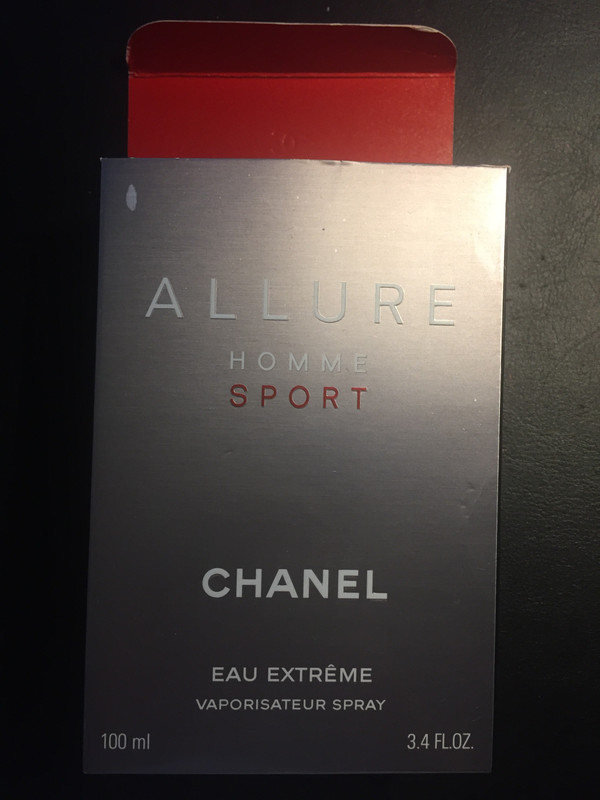 ALLURE
HOMME
SPORT
CHANEL
EAU EXTRÊME
VAPORISATEUR SPRAY
100 ml 3.4 FL.OZ.